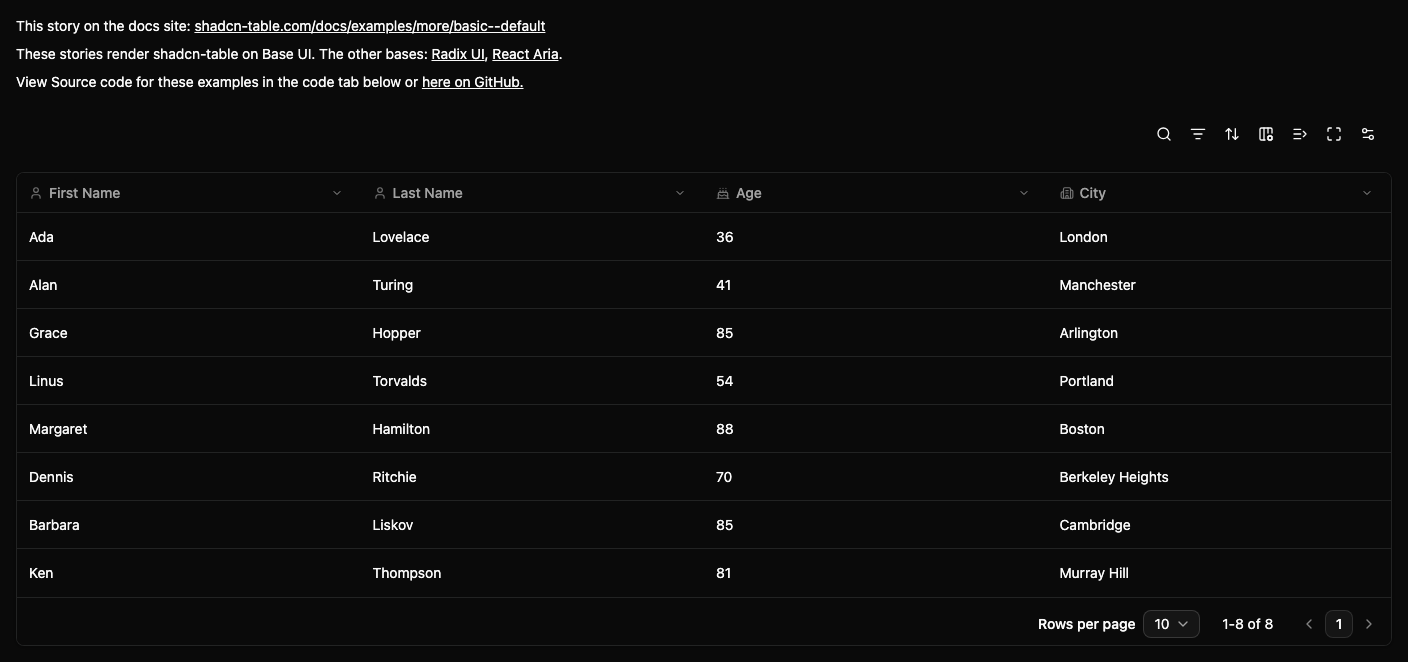 This story on the docs site: shadcn-table.com/docs/examples/more/basic--default
These stories render shadcn-table on Base UI. The other bases: Radix UI, React Aria.
View Source code for these examples in the code tab below or here on GitHub.
First Name Last Name Age City
Ada Lovelace 36 London
Alan Turing 41 Manchester
Grace Hopper 85 Arlington
Linus Torvalds 54 Portland
Margaret Hamilton 88 Boston
Dennis Ritchie 70 Berkeley Heights
Barbara Liskov 85 Cambridge
Ken Thompson 81 Murray Hill
Rows per page 10 1-8 of 8 1